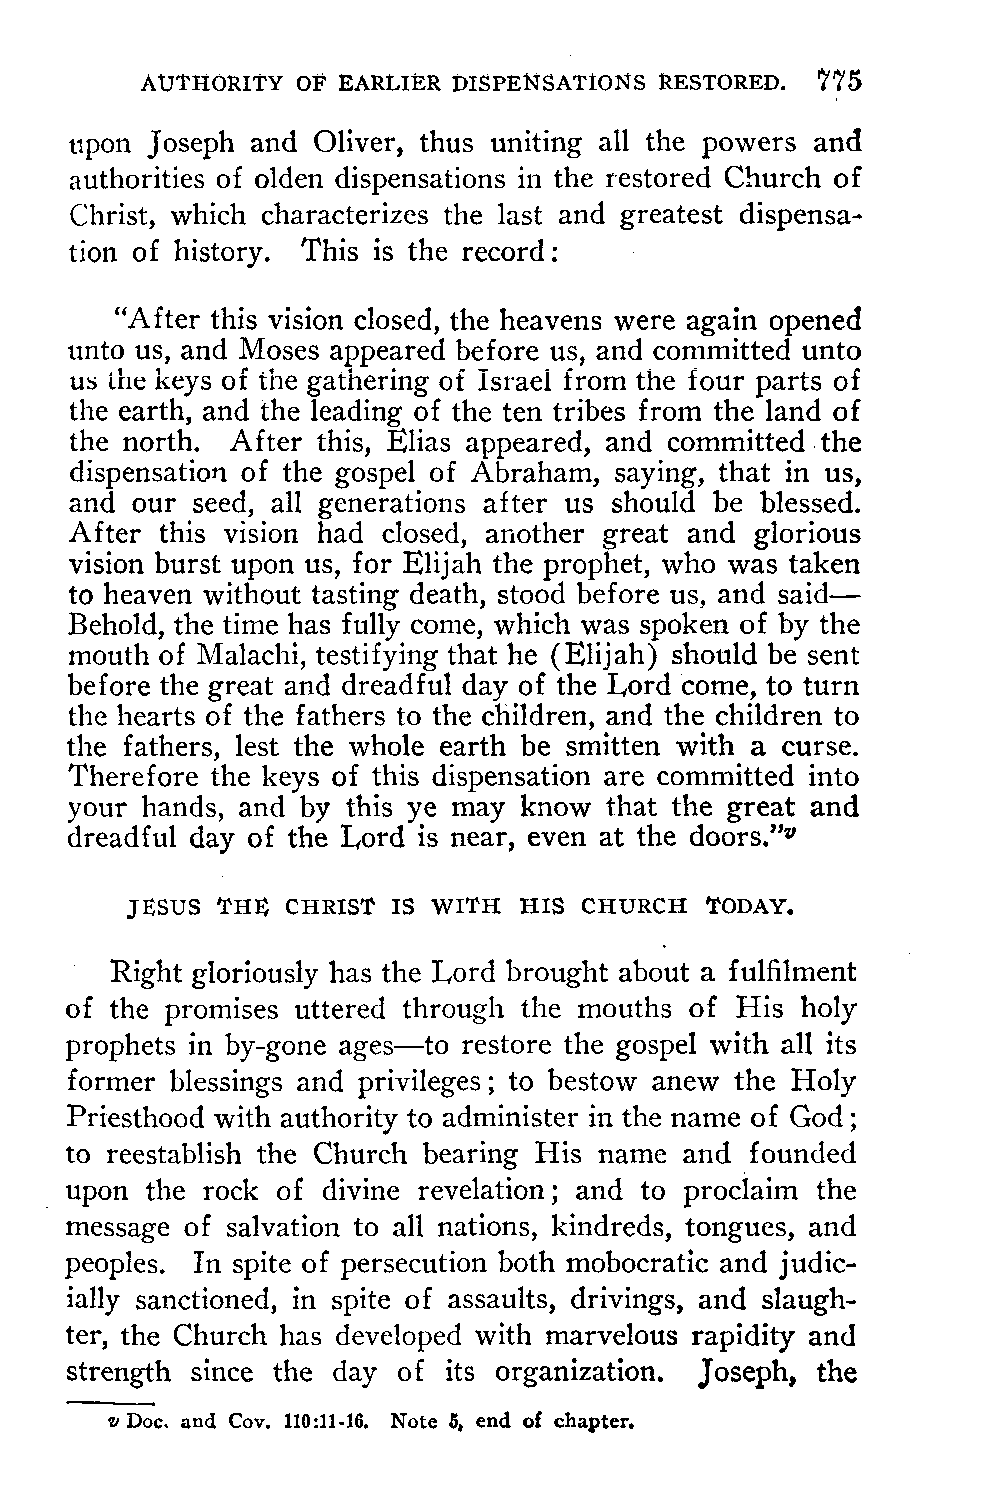 AUTHORITY OF EARLIER DISPENSATIONS RESTORED. 775
upon Joseph and Oliver, thus uniting all the powers and
authorities of olden dispensations in the restored Church of
Christ, which characterizes the last and greatest dispensa-
tion of history. This is the record:
“After this vision closed, the heavens were again opened
unto us, and Moses appeared before us, and committed unto
us the keys of the gathering of Israel from the four parts of
the earth, and the leading of the ten tribes from the land of
the north. After this, Elias appeared, and committed the
dispensation of the gospel of Abraham, saying, that in us,
and our seed, all generations after us should be blessed.
After this vision had closed, another great and glorious
vision burst upon us, for Elijah the prophet, who was taken
to heaven without tasting death, stood before us, and said—
Behold, the time has fully come, which was spoken of by the
mouth of Malachi, testifying that he (Elijah) should be sent
before the great and dreadful day of the Lord come, to turn
the hearts of the fathers to the children, and the children to
the fathers, lest the whole earth be smitten with a curse.
Therefore the keys of this dispensation are committed into
your hands, and by this ye may know that the great and
dreadful day of the Lord is near, even at the doors.”v
JESUS THE CHRIST IS WITH HIS CHURCH TODAY.
Right gloriously has the Lord brought about a fulfilment
of the promises uttered through the mouths of His holy
prophets in by-gone ages—to restore the gospel with all its
former blessings and privileges; to bestow anew the Holy
Priesthood with authority to administer in the name of God;
to reestablish the Church bearing His name and founded
upon the rock of divine revelation; and to proclaim the
message of salvation to all nations, kindreds, tongues, and
peoples. In spite of persecution both mobocratic and judic-
ially sanctioned, in spite of assaults, drivings, and slaugh-
ter, the Church has developed with marvelous rapidity and
strength since the day of its organization. Joseph, the
v Doc. and Cov. 110:11-16. Note 5, end of chapter.